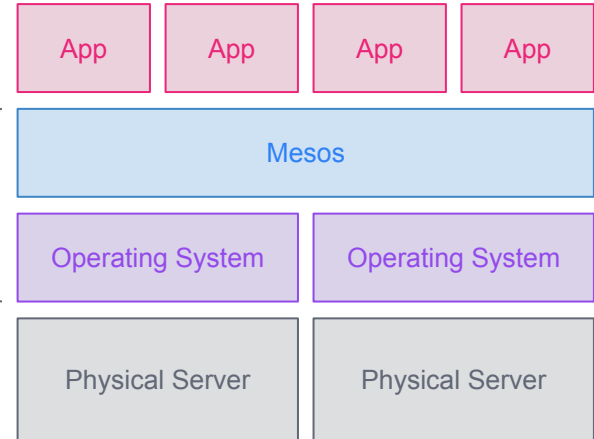 App App App App
Mesos
Operating System Operating System
Physical Server Physical Server